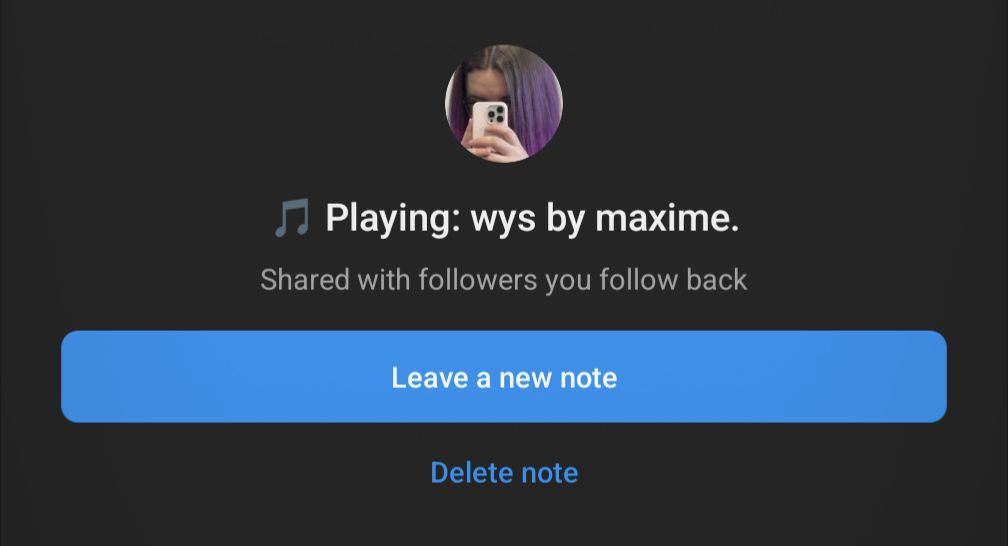 🎵 Playing: wys by maxime.
Shared with followers you follow back
Leave a new note
Delete note